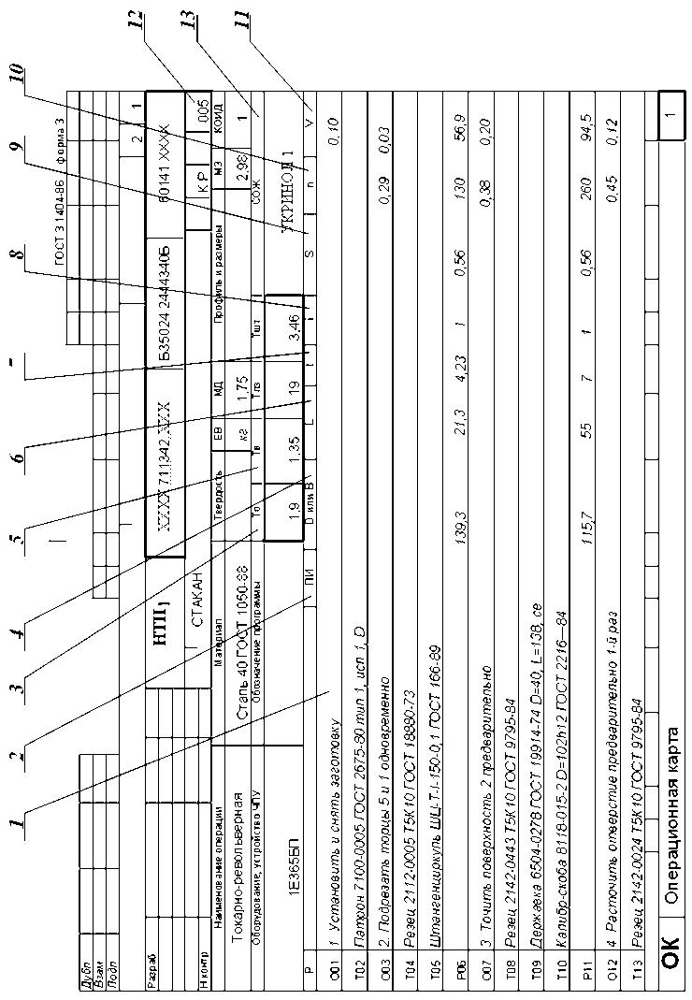 1 2 3 4 5 6 7 8 9 10 12 13 11
ГОСТ 3 1404-86 форма 3
Дубл
Взам
Подп
2 1
Разраб НТП₁ ХХХХ 711342.ХХХ Б35024 24443406 60141 ХХХХ
СТАКАН КР 005
Н контр
Наименование операции Материал Твердость ЕВ МД Профиль и размеры МЗ КОИД
Токарно-револьверная Сталь 40 ГОСТ 1050-88 кг 1,75 2,98 1
Оборудование, устройство ЧПУ Обозначение программы То Тв Тпз Тшт СОЖ
1Е365БП 1,9 1,35 19 3,46 УКРИНОЛ 1
Р ПИ D или В L t i S n V
О01 1 Установить и снять заготовку 0,10
Т02 Патрон 7100-0005 ГОСТ 2675-80 тип 1, исп 1, D
О03 2. Подрезать торцы 5 и 1 одновременно 0,29 0,03
Т04 Резец 2112-0005 Т5К10 ГОСТ 18880-73
Т05 Штангенциркуль ШЦ-Т-I-150-0,1 ГОСТ 166-89
Р06 139,3 21,3 4,23 1 0,56 130 56,9
О07 3 Точить поверхность 2 предварительно 0,38 0,20
Т08 Резец 2142-0443 Т5К10 ГОСТ 9795-84
Т09 Державка 6504-0278 ГОСТ 19914-74 D=40, L=138, се
Т10 Калибр-скоба 8118-015-2 D=102h12 ГОСТ 2216—84
Р11 115,7 55 7 1 0,56 260 94,5
О12 4 Расточить отверстие предварительно 1-й раз 0,45 0,12
Т13 Резец 2142-0024 Т5К10 ГОСТ 9795-84
ОК Операционная карта 1